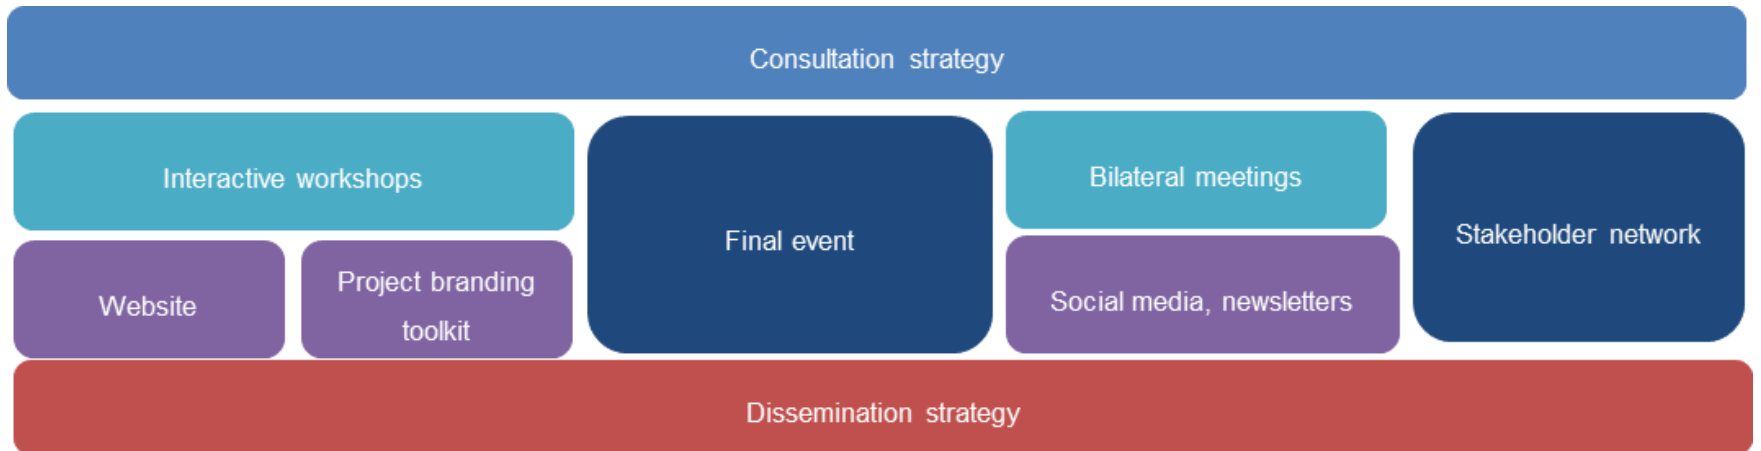 Consultation strategy
Interactive workshops
Final event
Bilateral meetings
Stakeholder network
Website
Project branding
toolkit
Social media, newsletters
Dissemination strategy